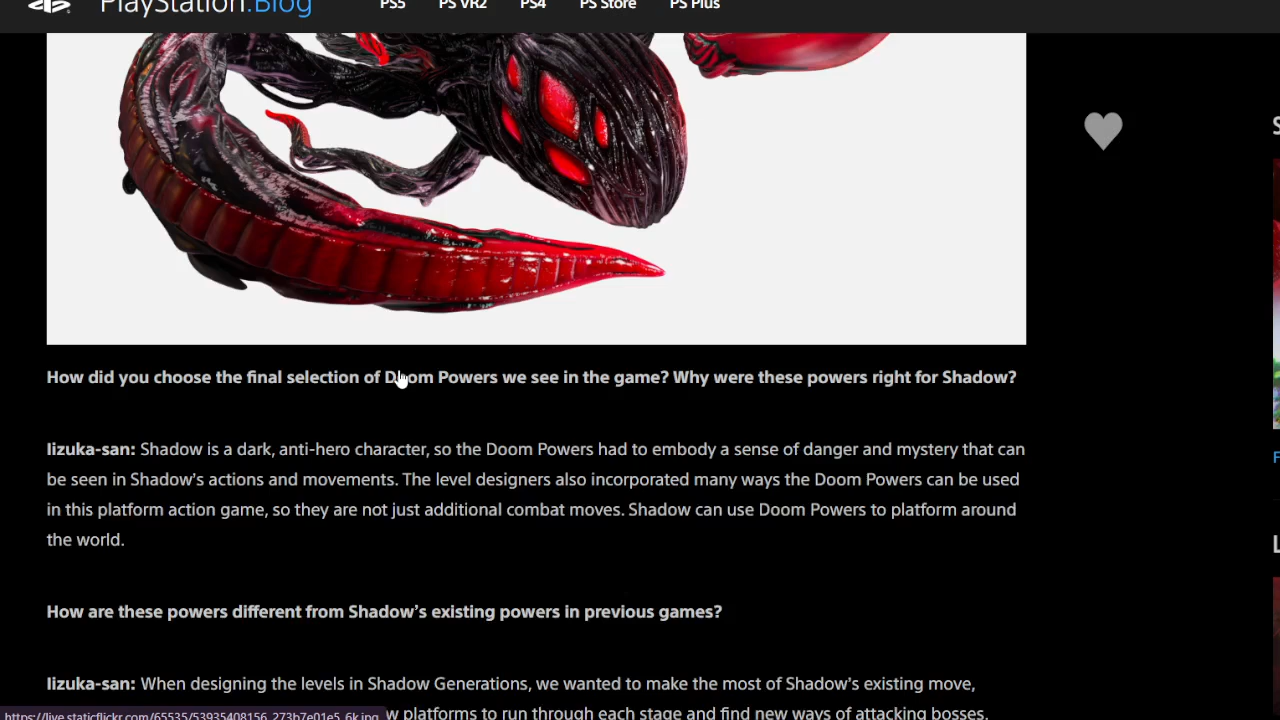 PlayStation.Blog PS5 PS VR2 PS4 PS Store PS Plus
How did you choose the final selection of Doom Powers we see in the game? Why were these powers right for Shadow?
Iizuka-san: Shadow is a dark, anti-hero character, so the Doom Powers had to embody a sense of danger and mystery that can
be seen in Shadow’s actions and movements. The level designers also incorporated many ways the Doom Powers can be used
in this platform action game, so they are not just additional combat moves. Shadow can use Doom Powers to platform around
the world.
How are these powers different from Shadow’s existing powers in previous games?
Iizuka-san: When designing the levels in Shadow Generations, we wanted to make the most of Shadow’s existing move,
platforms to run through each stage and find new ways of attacking bosses.
https://live.staticflickr.com/65535/53935408156_273b7e01e5_6k.jpg